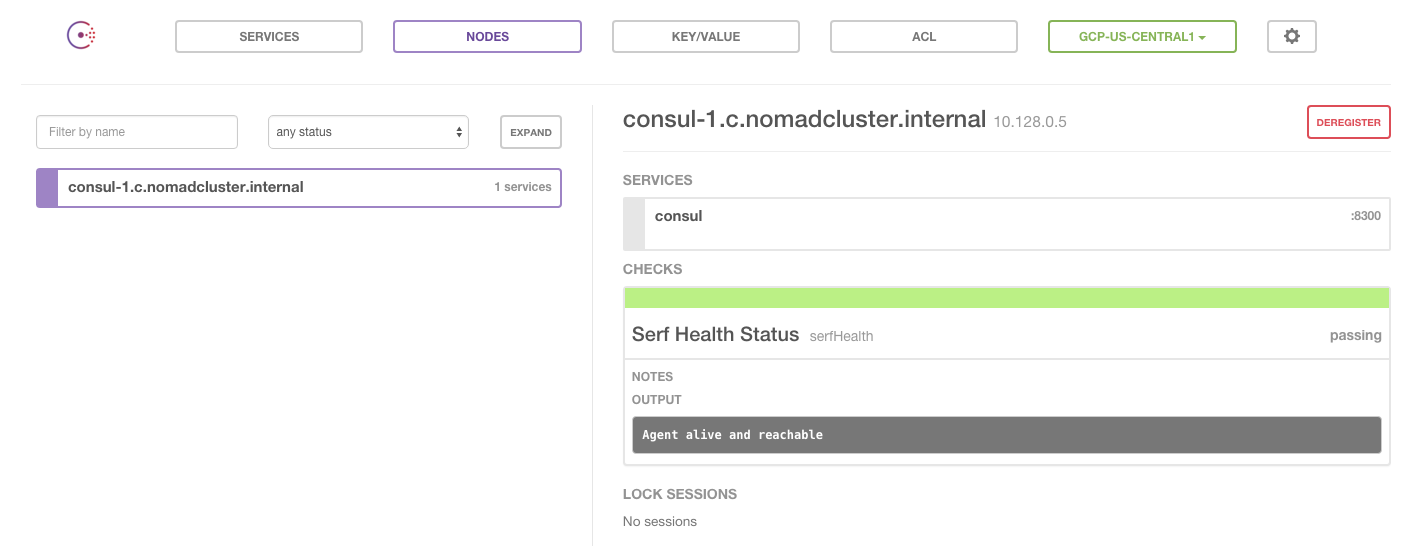 SERVICES
NODES
KEY/VALUE
ACL
GCP-US-CENTRAL1
Filter by name
any status
EXPAND
consul-1.c.nomadcluster.internal 1 services
consul-1.c.nomadcluster.internal 10.128.0.5
DEREGISTER
SERVICES
consul :8300
CHECKS
Serf Health Status serfHealth passing
NOTES
OUTPUT
Agent alive and reachable
LOCK SESSIONS
No sessions